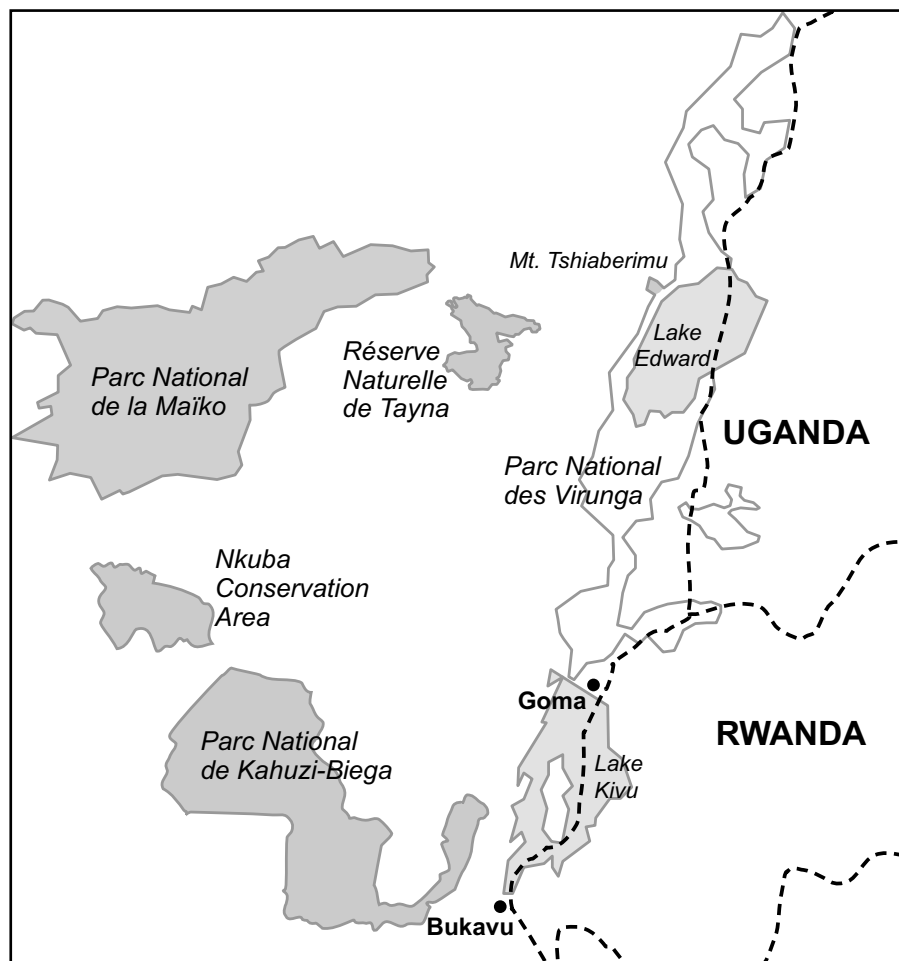 Mt. Tshiaberimu
Lake
Edward
Réserve
Naturelle
de Tayna
Parc National
de la Maïko
UGANDA
Parc National
des Virunga
Nkuba
Conservation
Area
Goma
Parc National
de Kahuzi-Biega
RWANDA
Lake
Kivu
Bukavu